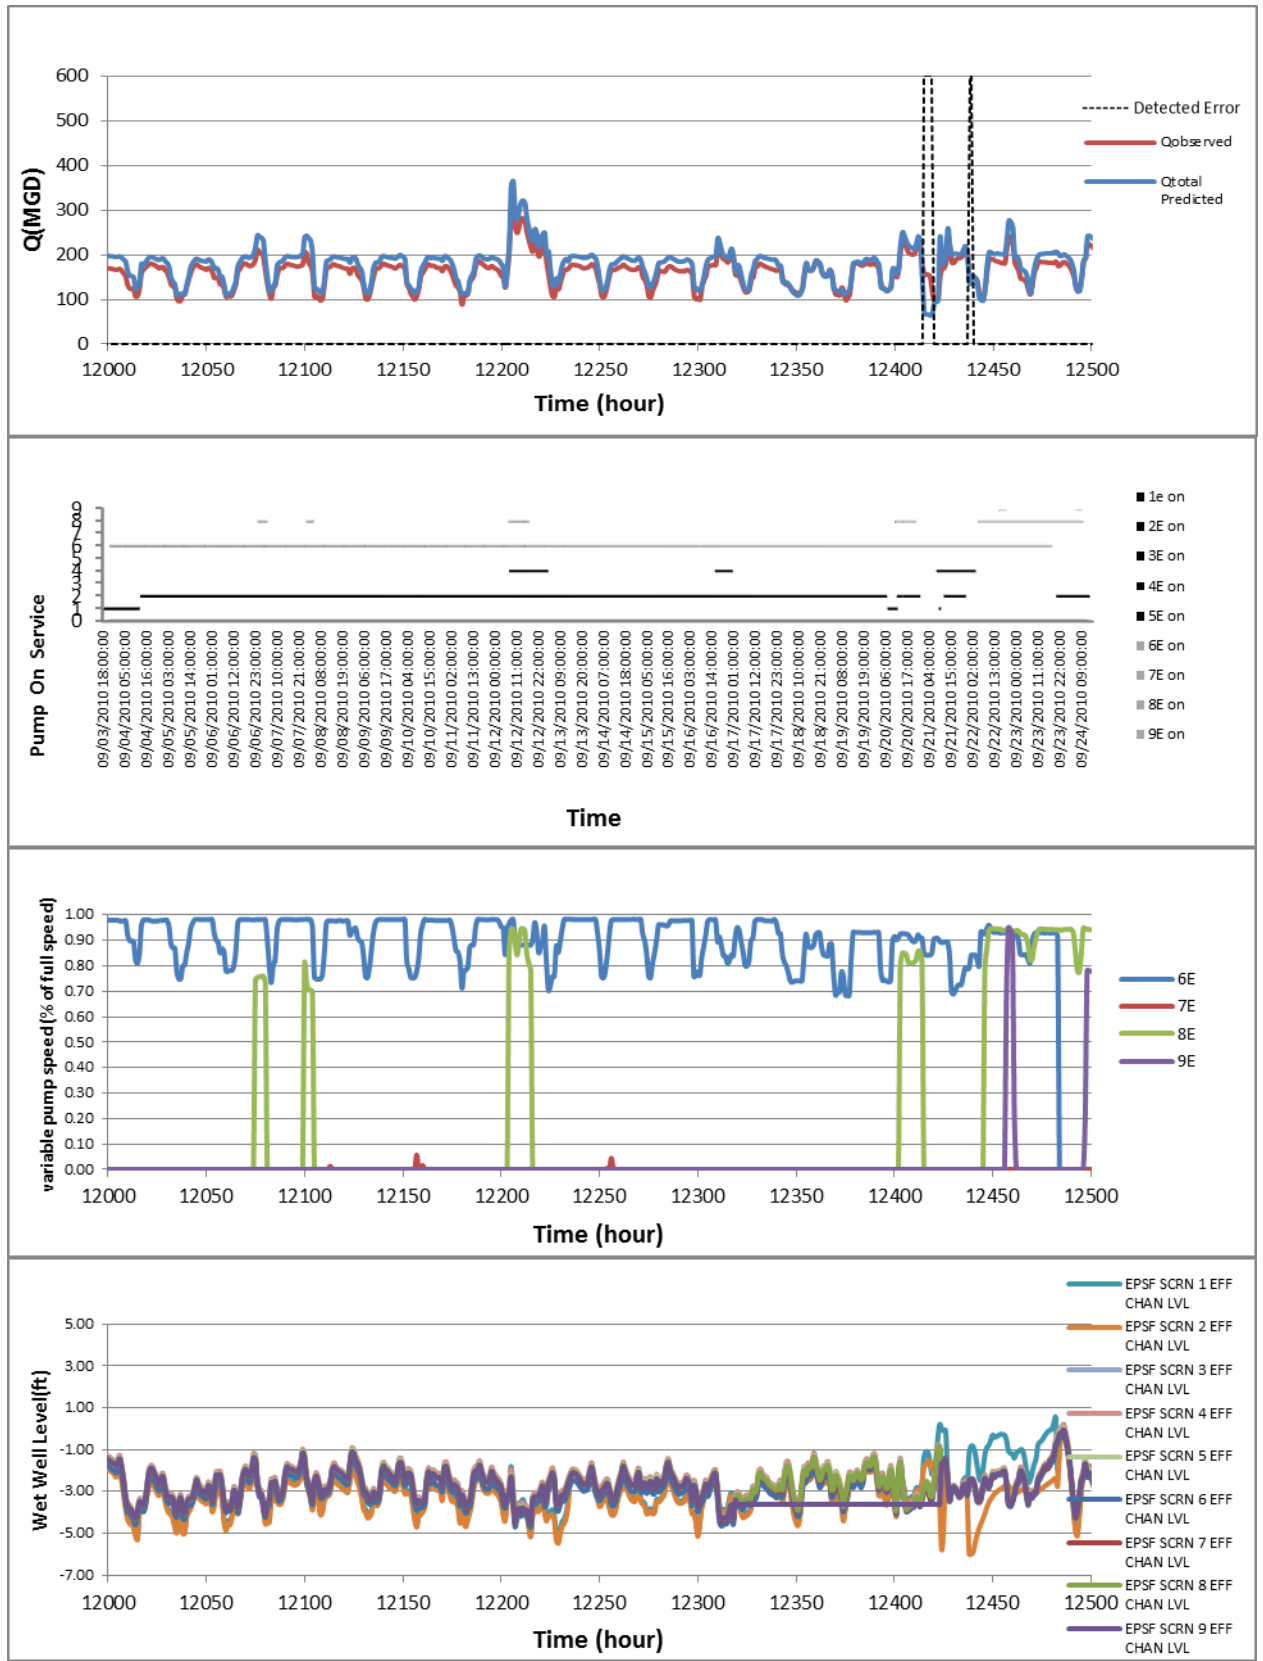 600
500
400
300
200
100
0
Q(MGD)
12000 12050 12100 12150 12200 12250 12300 12350 12400 12450 12500
Time (hour)
Detected Error
Qobserved
Qtotal
Predicted
9
8
7
6
5
4
3
2
1
0
Pump On Service
09/03/2010 18:00:00
09/04/2010 05:00:00
09/04/2010 16:00:00
09/05/2010 03:00:00
09/05/2010 14:00:00
09/06/2010 01:00:00
09/06/2010 12:00:00
09/06/2010 23:00:00
09/07/2010 10:00:00
09/07/2010 21:00:00
09/08/2010 08:00:00
09/08/2010 19:00:00
09/09/2010 06:00:00
09/09/2010 17:00:00
09/10/2010 04:00:00
09/10/2010 15:00:00
09/11/2010 02:00:00
09/11/2010 13:00:00
09/12/2010 00:00:00
09/12/2010 11:00:00
09/12/2010 22:00:00
09/13/2010 09:00:00
09/13/2010 20:00:00
09/14/2010 07:00:00
09/14/2010 18:00:00
09/15/2010 05:00:00
09/15/2010 16:00:00
09/16/2010 03:00:00
09/16/2010 14:00:00
09/17/2010 01:00:00
09/17/2010 12:00:00
09/17/2010 23:00:00
09/18/2010 10:00:00
09/18/2010 21:00:00
09/19/2010 08:00:00
09/19/2010 19:00:00
09/20/2010 06:00:00
09/20/2010 17:00:00
09/21/2010 04:00:00
09/21/2010 15:00:00
09/22/2010 02:00:00
09/22/2010 13:00:00
09/23/2010 00:00:00
09/23/2010 11:00:00
09/23/2010 22:00:00
09/24/2010 09:00:00
Time
1e on
2E on
3E on
4E on
5E on
6E on
7E on
8E on
9E on
variable pump speed(% of full speed)
1.00
0.90
0.80
0.70
0.60
0.50
0.40
0.30
0.20
0.10
0.00
12000 12050 12100 12150 12200 12250 12300 12350 12400 12450 12500
Time (hour)
6E
7E
8E
9E
Wet Well Level(ft)
5.00
3.00
1.00
-1.00
-3.00
-5.00
-7.00
12000 12050 12100 12150 12200 12250 12300 12350 12400 12450 12500
Time (hour)
EPSF SCRN 1 EFF
CHAN LVL
EPSF SCRN 2 EFF
CHAN LVL
EPSF SCRN 3 EFF
CHAN LVL
EPSF SCRN 4 EFF
CHAN LVL
EPSF SCRN 5 EFF
CHAN LVL
EPSF SCRN 6 EFF
CHAN LVL
EPSF SCRN 7 EFF
CHAN LVL
EPSF SCRN 8 EFF
CHAN LVL
EPSF SCRN 9 EFF
CHAN LVL